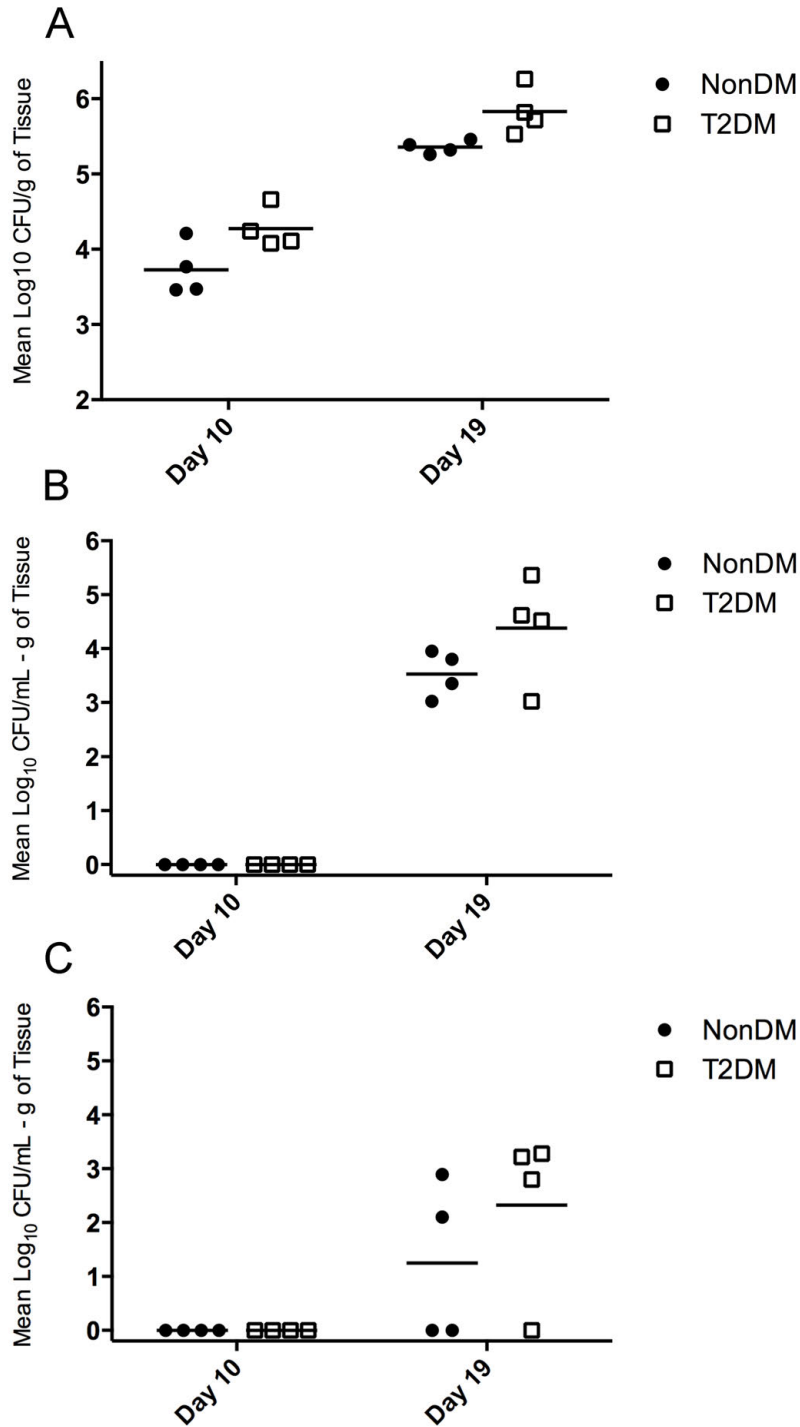 A
Mean Log10 CFU/g of Tissue
6
5
4
3
2
Day 10
Day 19
NonDM
T2DM
B
Mean Log10 CFU/mL - g of Tissue
6
5
4
3
2
1
0
Day 10
Day 19
NonDM
T2DM
C
Mean Log10 CFU/mL - g of Tissue
6
5
4
3
2
1
0
Day 10
Day 19
NonDM
T2DM